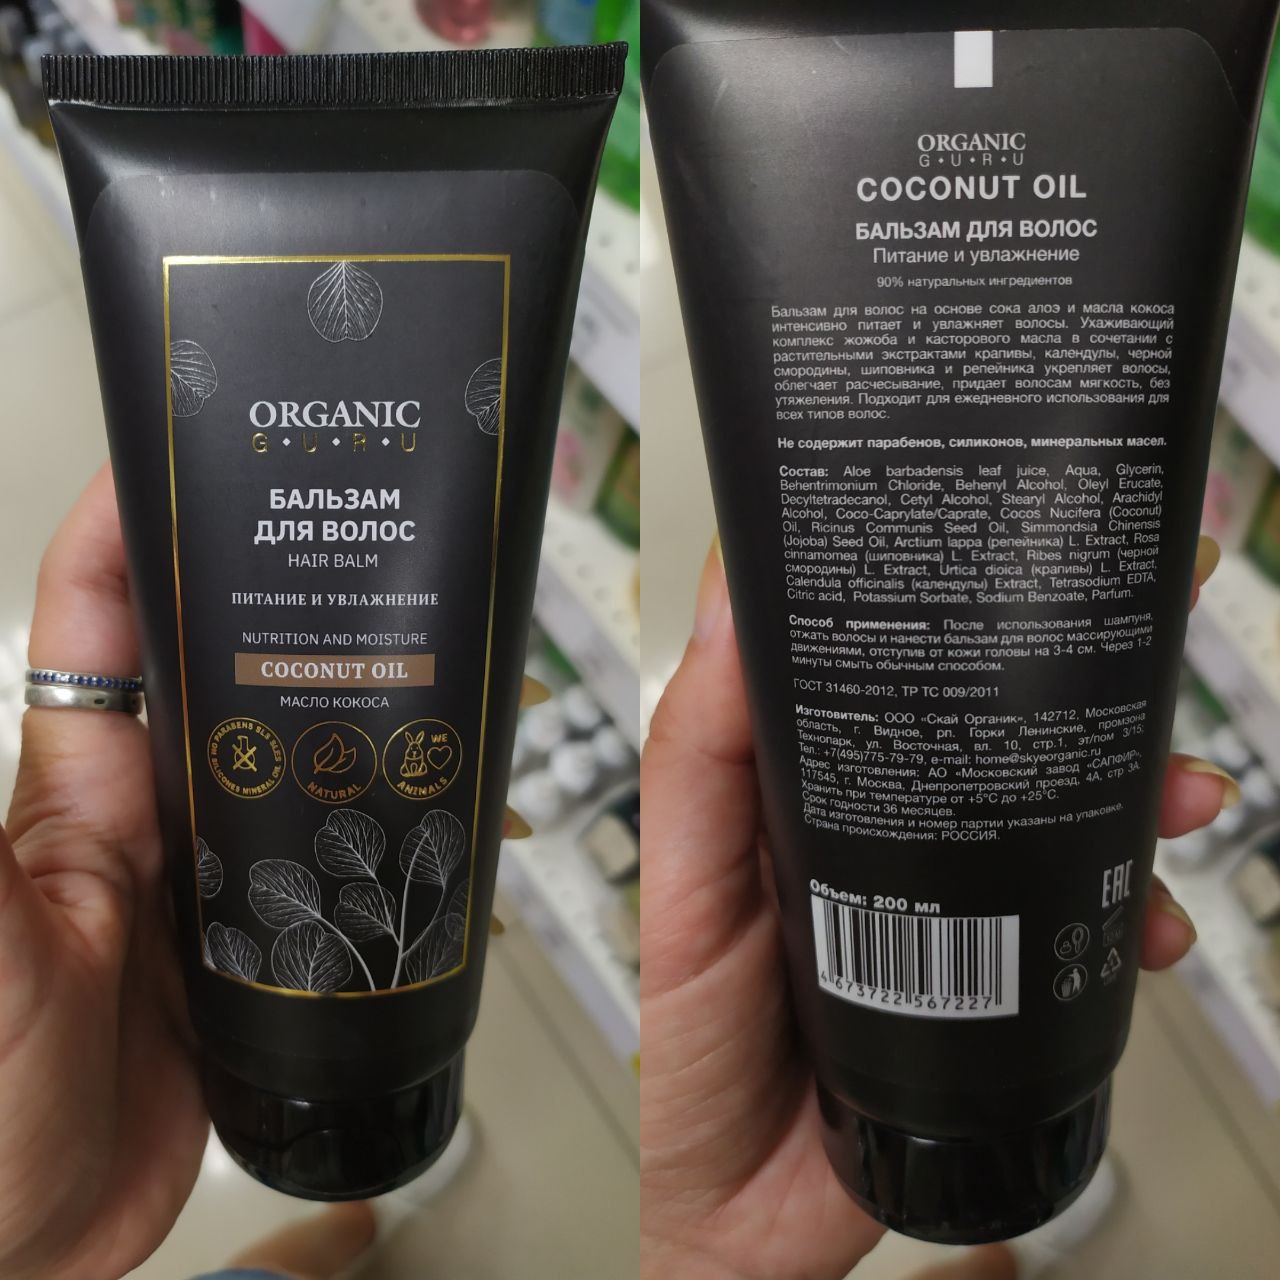 ORGANIC
G•U•R•U
БАЛЬЗАМ
ДЛЯ ВОЛОС
HAIR BALM
ПИТАНИЕ И УВЛАЖНЕНИЕ
NUTRITION AND MOISTURE
COCONUT OIL
МАСЛО КОКОСА
NO PARABENS SLS SLES SILICONES MINERAL OIL
NATURAL
WE
ANIMALS
ORGANIC
G•U•R•U
COCONUT OIL
БАЛЬЗАМ ДЛЯ ВОЛОС
Питание и увлажнение
90% натуральных ингредиентов
Бальзам для волос на основе сока алоэ и масла кокоса
интенсивно питает и увлажняет волосы. Ухаживающий
комплекс жожоба и касторового масла в сочетании с
растительными экстрактами крапивы, календулы, черной
смородины, шиповника и репейника укрепляет волосы,
облегчает расчесывание, придает волосам мягкость, без
утяжеления. Подходит для ежедневного использования для
всех типов волос.
Не содержит парабенов, силиконов, минеральных масел.
Состав: Aloe barbadensis leaf juice, Aqua, Glycerin,
Behentrimonium Chloride, Behenyl Alcohol, Oleyl Erucate,
Decyltetradecanol, Cetyl Alcohol, Stearyl Alcohol, Arachidyl
Alcohol, Coco-Caprylate/Caprate, Cocos Nucifera (Coconut)
Oil, Ricinus Communis Seed Oil, Simmondsia Chinensis
(Jojoba) Seed Oil, Arctium lappa (репейника) L. Extract, Rosa
cinnamomea (шиповника) L. Extract, Ribes nigrum (черной
смородины) L. Extract, Urtica dioica (крапивы) L. Extract,
Calendula officinalis (календулы) Extract, Tetrasodium EDTA,
Citric acid, Potassium Sorbate, Sodium Benzoate, Parfum.
Способ применения: После использования шампуня,
отжать волосы и нанести бальзам для волос массирующими
движениями, отступив от кожи головы на 3-4 см. Через 1-2
минуты смыть обычным способом.
ГОСТ 31460-2012, ТР ТС 009/2011
Изготовитель: ООО «Скай Органик», 142712, Московская
область, г. Видное, рп. Горки Ленинские, промзона
Технопарк, ул. Восточная, вл. 10, стр.1, эт/пом 3/15;
Тел.: +7(495)775-79-79, e-mail: home@skyeorganic.ru
Адрес изготовления: АО «Московский завод «САПФИР»,
117545, г. Москва, Днепропетровский проезд, 4А, стр 3А.
Хранить при температуре от +5°C до +25°C.
Срок годности 36 месяцев.
Дата изготовления и номер партии указаны на упаковке.
Страна происхождения: РОССИЯ.
Объем: 200 мл
EAC
4 673722 567227